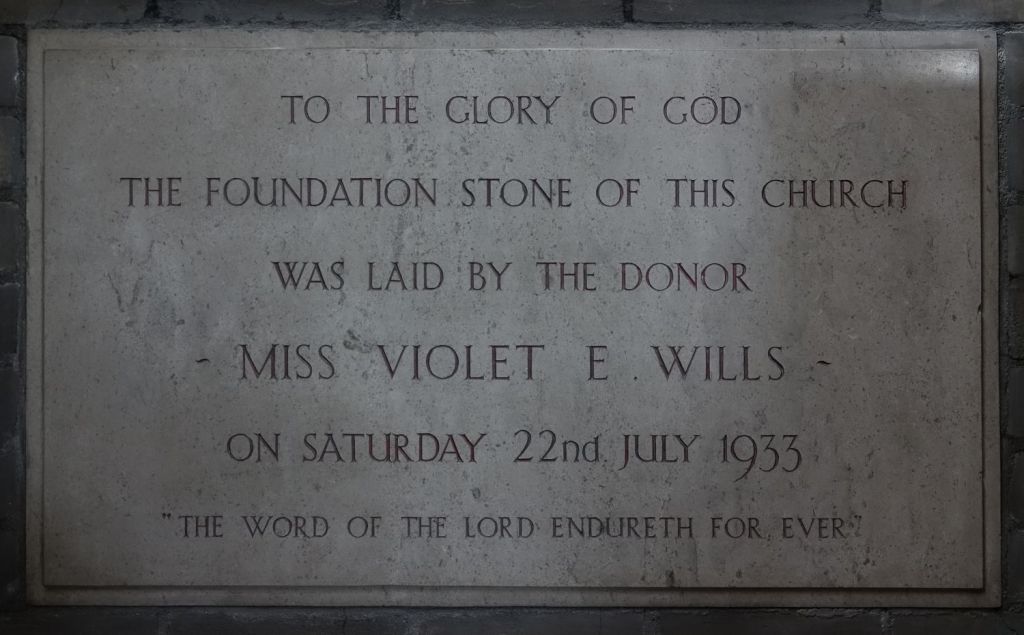 TO THE GLORY OF GOD
THE FOUNDATION STONE OF THIS CHURCH
WAS LAID BY THE DONOR
~ MISS VIOLET E. WILLS ~
ON SATURDAY 22nd JULY 1933
"THE WORD OF THE LORD ENDURETH FOR EVER"